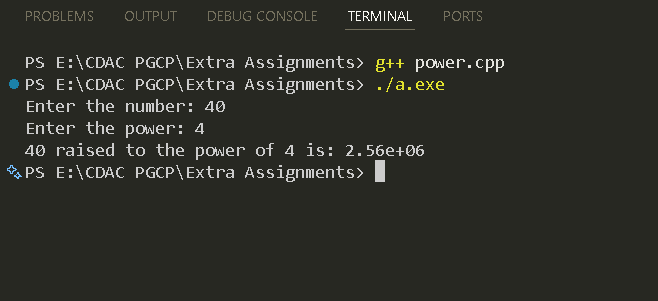 PROBLEMS OUTPUT DEBUG CONSOLE TERMINAL PORTS
PS E:\CDAC PGCP\Extra Assignments> g++ power.cpp
PS E:\CDAC PGCP\Extra Assignments> ./a.exe
Enter the number: 40
Enter the power: 4
40 raised to the power of 4 is: 2.56e+06
PS E:\CDAC PGCP\Extra Assignments>